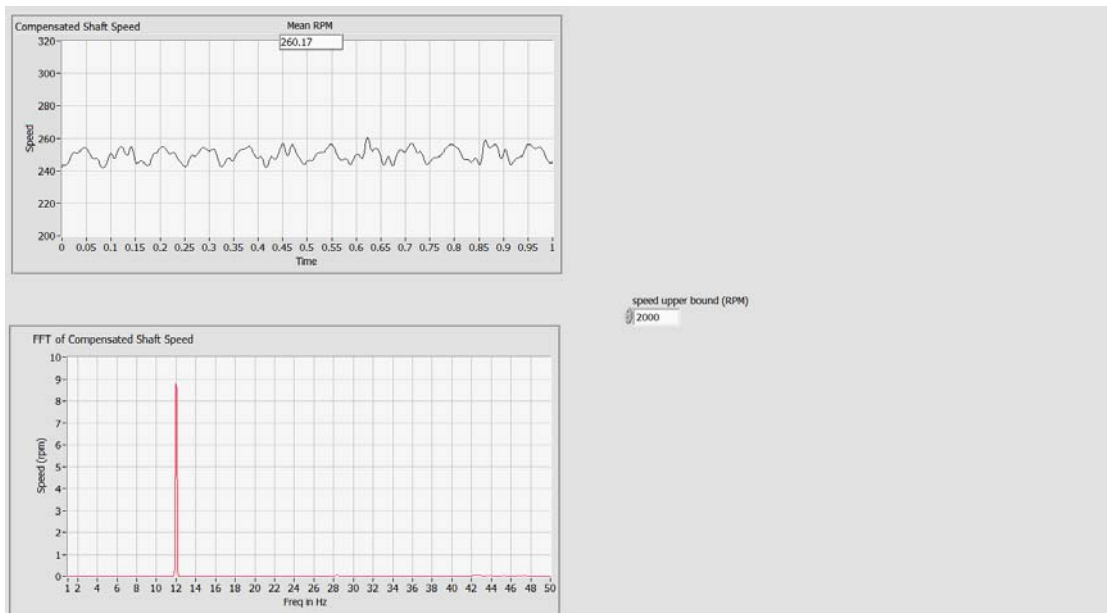 Compensated Shaft Speed
Mean RPM
260.17
320
300
280
260
240
220
200
Speed
0 0.05 0.1 0.15 0.2 0.25 0.3 0.35 0.4 0.45 0.5 0.55 0.6 0.65 0.7 0.75 0.8 0.85 0.9 0.95 1
Time
speed upper bound (RPM)
2000
FFT of Compensated Shaft Speed
10
9
8
7
6
5
4
3
2
1
0
Speed (rpm)
1 2 4 6 8 10 12 14 16 18 20 22 24 26 28 30 32 34 36 38 40 42 44 46 48 50
Freq in Hz